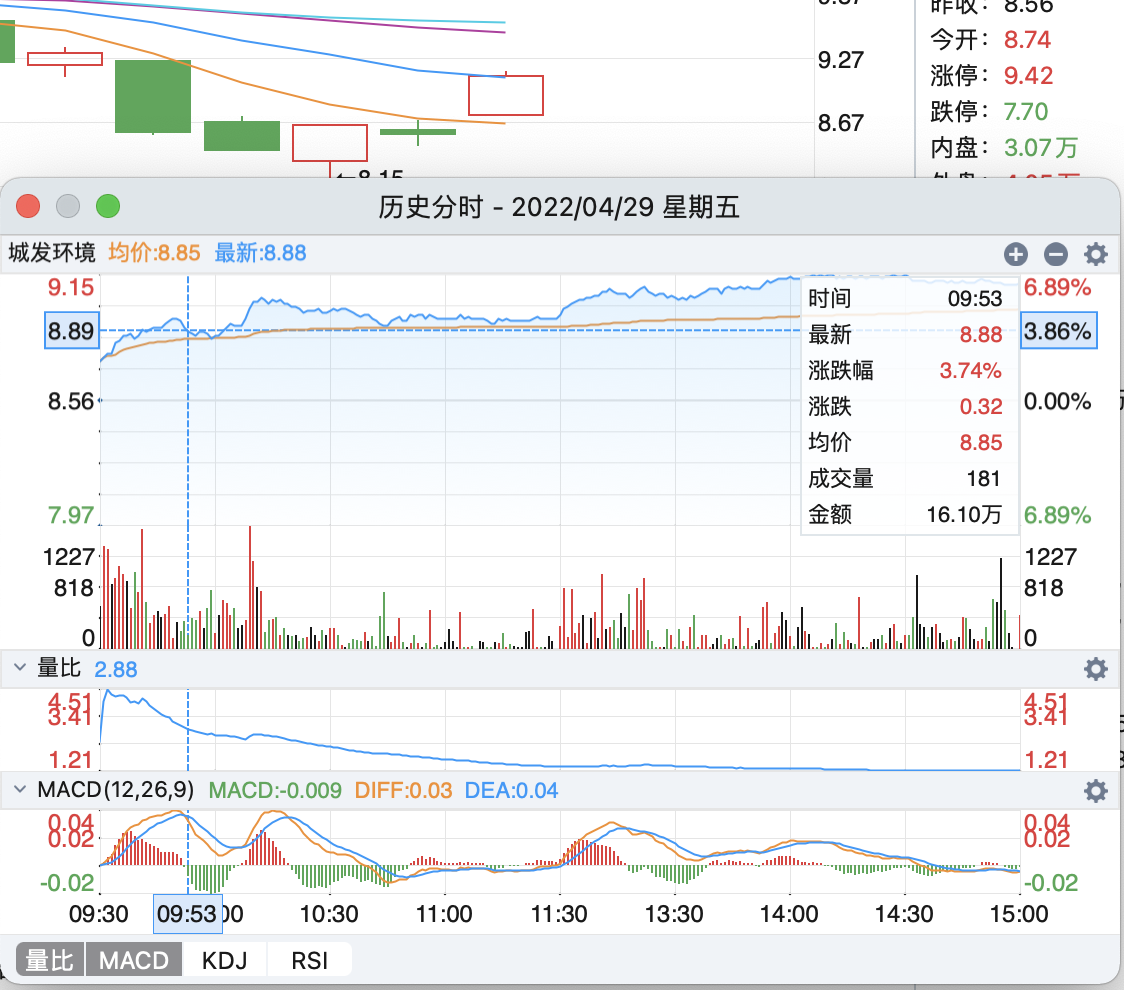 昨收: 8.56
9.27
今开: 8.74
涨停: 9.42
8.67
跌停: 7.70
内盘: 3.07万
←8.15
历史分时 - 2022/04/29 星期五
城发环境 均价:8.85 最新:8.88
9.15
6.89%
8.89
3.86%
8.56
0.00%
7.97
6.89%
时间 09:53
最新 8.88
涨跌幅 3.74%
涨跌 0.32
均价 8.85
成交量 181
金额 16.10万
1227
1227
818
818
0
0
量比 2.88
4.51
4.51
3.41
3.41
1.21
1.21
MACD(12,26,9) MACD:-0.009 DIFF:0.03 DEA:0.04
0.04
0.04
0.02
0.02
-0.02
-0.02
09:30 09:53 00 10:30 11:00 11:30 13:30 14:00 14:30 15:00
量比 MACD KDJ RSI